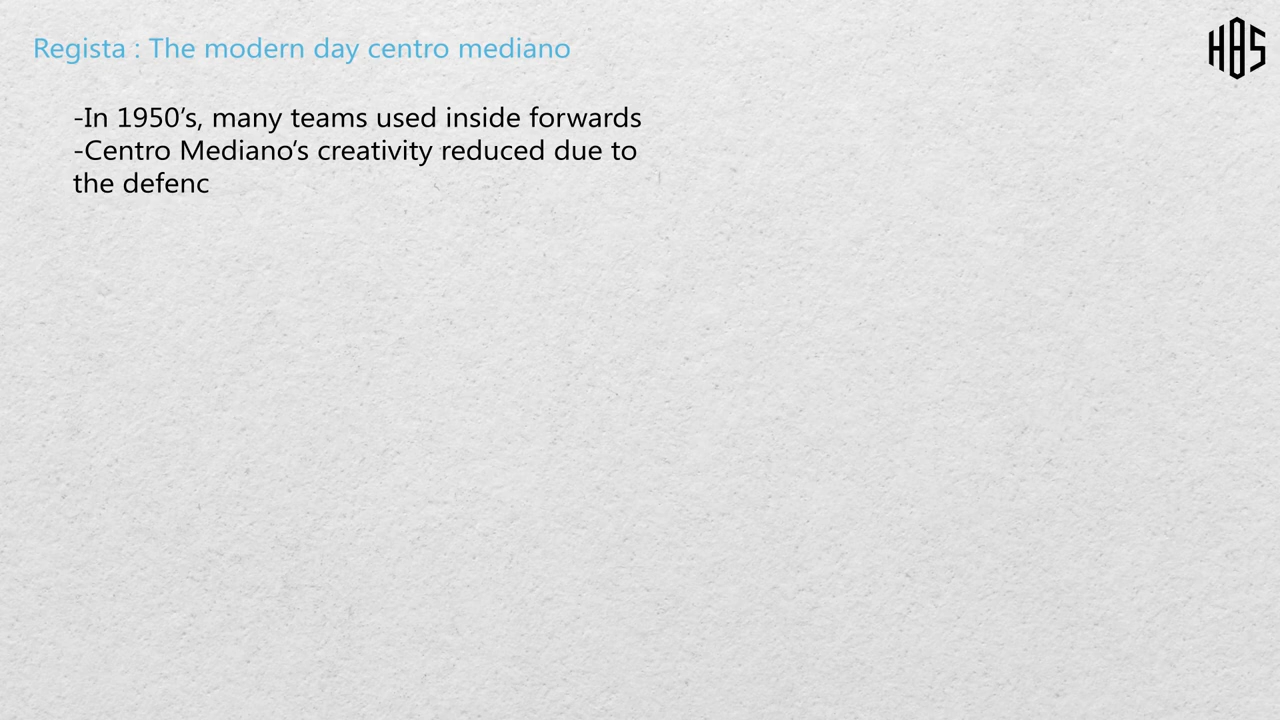 Regista : The modern day centro mediano
HBS
-In 1950’s, many teams used inside forwards
-Centro Mediano’s creativity reduced due to
the defenc